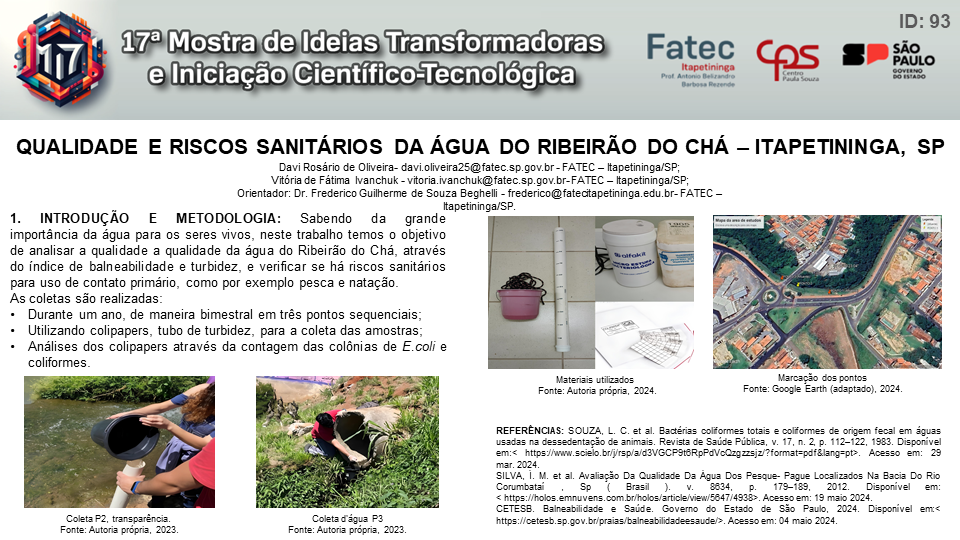 ID: 93
17
17ª Mostra de Ideias Transformadoras
e Iniciação Científico-Tecnológica
Fatec
Itapetininga
Prof. Antonio Belizandro
Barbosa Rezende
CPS
Centro
Paula Souza
SP
SÃO PAULO
GOVERNO
DO ESTADO
QUALIDADE E RISCOS SANITÁRIOS DA ÁGUA DO RIBEIRÃO DO CHÁ – ITAPETININGA, SP
Davi Rosário de Oliveira- davi.oliveira25@fatec.sp.gov.br - FATEC – Itapetininga/SP;
Vitória de Fátima Ivanchuk - vitoria.ivanchuk@fatec.sp.gov.br- FATEC – Itapetininga/SP;
Orientador: Dr. Frederico Guilherme de Souza Beghelli - frederico@fatecitapetininga.edu.br- FATEC –
Itapetininga/SP.
1. INTRODUÇÃO E METODOLOGIA: Sabendo da grande
importância da água para os seres vivos, neste trabalho temos o objetivo
de analisar a qualidade a qualidade da água do Ribeirão do Chá, através
do índice de balneabilidade e turbidez, e verificar se há riscos sanitários
para uso de contato primário, como por exemplo pesca e natação.
As coletas são realizadas:
• Durante um ano, de maneira bimestral em três pontos sequenciais;
• Utilizando colipapers, tubo de turbidez, para a coleta das amostras;
• Análises dos colipapers através da contagem das colônias de E.coli e
coliformes.
Coleta P2, transparência.
Fonte: Autoria própria, 2023.
Coleta d'água P3
Fonte: Autoria própria, 2023.
alfakit
Materiais utilizados
Fonte: Autoria própria, 2024.
Mapa da area de estudos
Marcação dos pontos
Fonte: Google Earth (adaptado), 2024.
REFERÊNCIAS: SOUZA, L. C. et al. Bactérias coliformes totais e coliformes de origem fecal em águas
usadas na dessedentação de animais. Revista de Saúde Pública, v. 17, n. 2, p. 112–122, 1983. Disponível
em:< https://www.scielo.br/j/rsp/a/d3VGCP9t6RpPdVcQzgzzsjz/?format=pdf&lang=pt>. Acesso em: 29
mar. 2024.
SILVA, I. M. et al. Avaliação Da Qualidade Da Água Dos Pesque- Pague Localizados Na Bacia Do Rio
Corumbataí , Sp ( Brasil ). v. 8634, p. 179–189, 2012. Disponível em:
< https://holos.emnuvens.com.br/holos/article/view/5647/4938>. Acesso em: 19 maio 2024.
CETESB. Balneabilidade e Saúde. Governo do Estado de São Paulo, 2024. Disponível em:<
https://cetesb.sp.gov.br/praias/balneabilidadeesaude/>. Acesso em: 04 maio 2024.